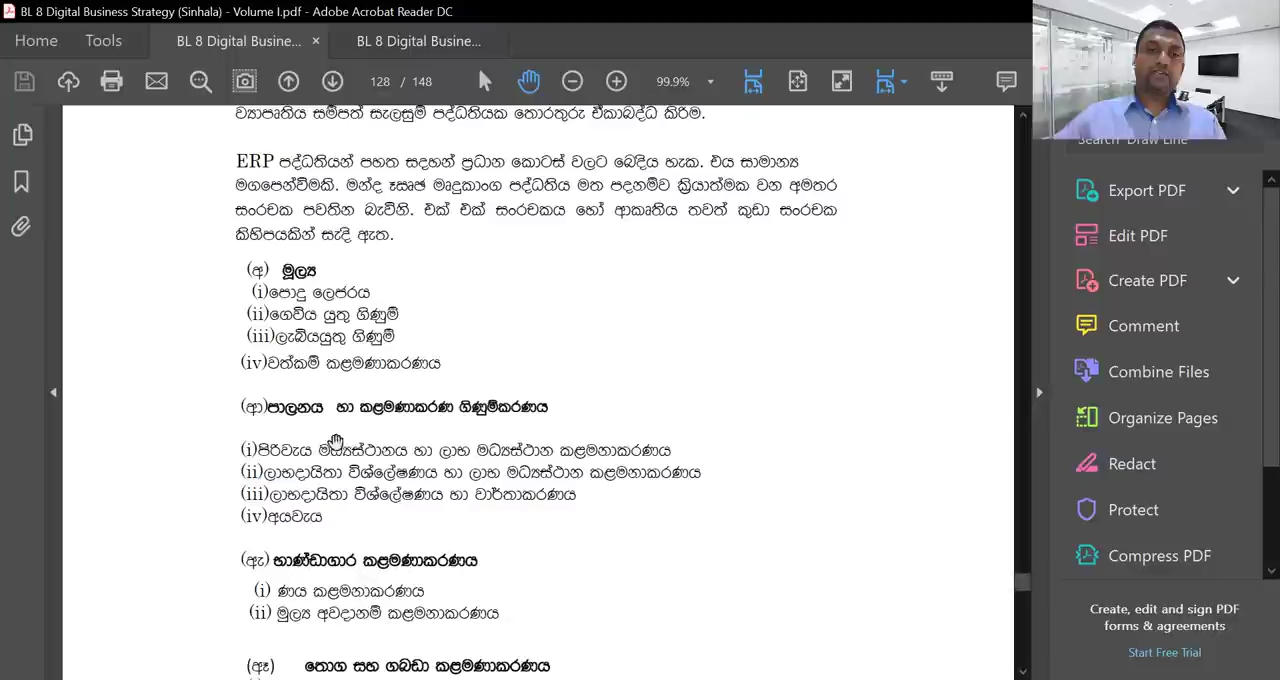 BL 8 Digital Business Strategy (Sinhala) - Volume I.pdf - Adobe Acrobat Reader DC
Home Tools BL 8 Digital Busine... × BL 8 Digital Busine...
128 / 148 99.9%
ව්‍යාපෘතිය සම්පත් සැලසුම් පද්ධතියක තොරතුරු ඒකාබද්ධ කිරීම.
ERP පද්ධතියන් පහත සදහන් ප්‍රධාන කොටස් වලට බෙදිය හැක. එය සාමාන්‍ය
මගපෙන්වීමකි. මන්ද මෘදුකාංග පද්ධතිය මත පදනම්ව ක්‍රියාත්මක වන අමතර
සංරචක පවතින බැවිනි. එක් එක් සංරචකය හෝ ආකෘතිය තවත් කුඩා සංරචක
කිහිපයකින් සැදි ඇත.
(අ) මූල්‍ය
(i)පොදු ලෙජරය
(ii)ගෙවිය යුතු ගිණුම්
(iii)ලැබියයුතු ගිණුම්
(iv)වත්කම් කළමණාකරණය
(ආ)පාලනය හා කළමණාකරණ ගිණුම්කරණය
(i)පිරිවැය මධ්‍යස්ථානය හා ලාභ මධ්‍යස්ථාන කළමනාකරණය
(ii)ලාභදායිතා විශ්ලේෂණය හා ලාභ මධ්‍යස්ථාන කළමනාකරණය
(iii)ලාභදායිතා විශ්ලේෂණය හා වාර්තාකරණය
(iv)අයවැය
(ඇ) භාණ්ඩාගාර කළමණාකරණය
(i) ණය කළමනාකරණය
(ii) මූල්‍ය අවදානම් කළමනාකරණය
(ඈ) තොග සහ ගබඩා කළමණාකරණය
Search 'Draw Line'
Export PDF
Edit PDF
Create PDF
Comment
Combine Files
Organize Pages
Redact
Protect
Compress PDF
Create, edit and sign PDF
forms & agreements
Start Free Trial